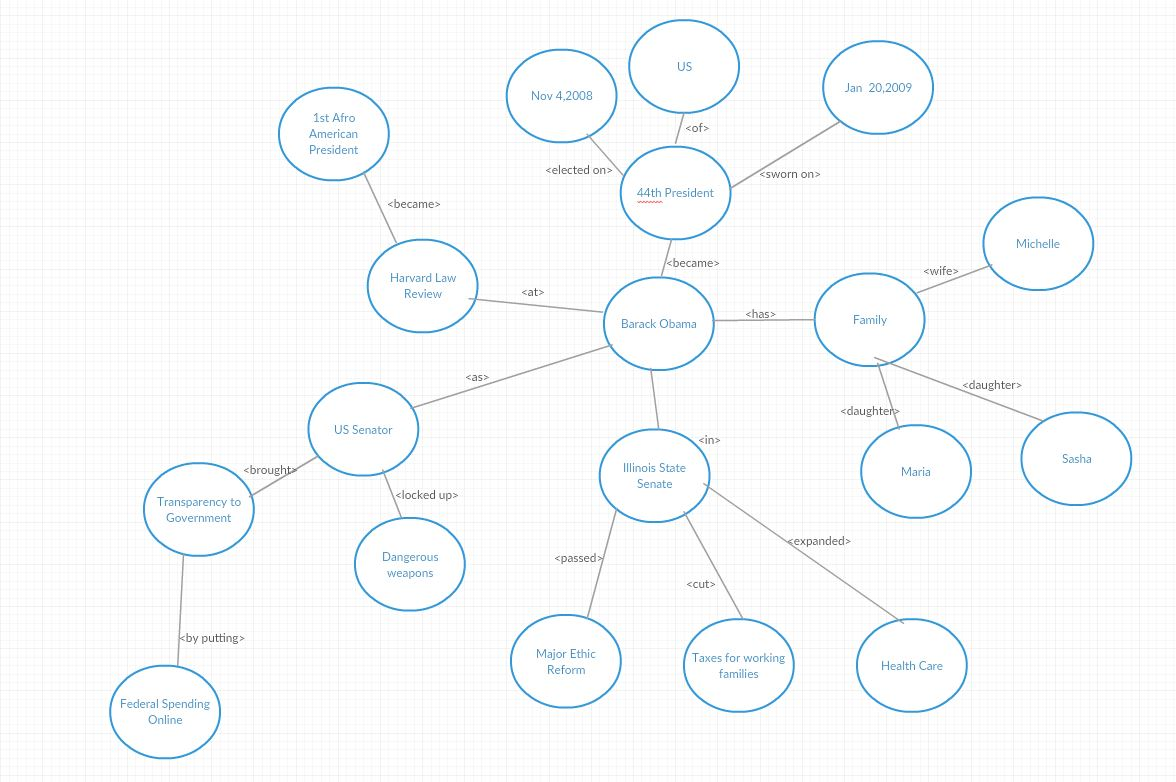 US
Nov 4,2008
Jan 20,2009
1st Afro
American
President
<of>
<elected on>
<sworn on>
44th President
<became>
Michelle
<became>
<wife>
Harvard Law
Review
<at>
Barack Obama
<has>
Family
<as>
<daughter>
<daughter>
US Senator
<in>
Illinois State
Senate
Maria
Sasha
<brought>
<locked up>
Transparency to
Government
<expanded>
Dangerous
weapons
<passed>
<cut>
<by putting>
Major Ethic
Reform
Taxes for working
families
Health Care
Federal Spending
Online